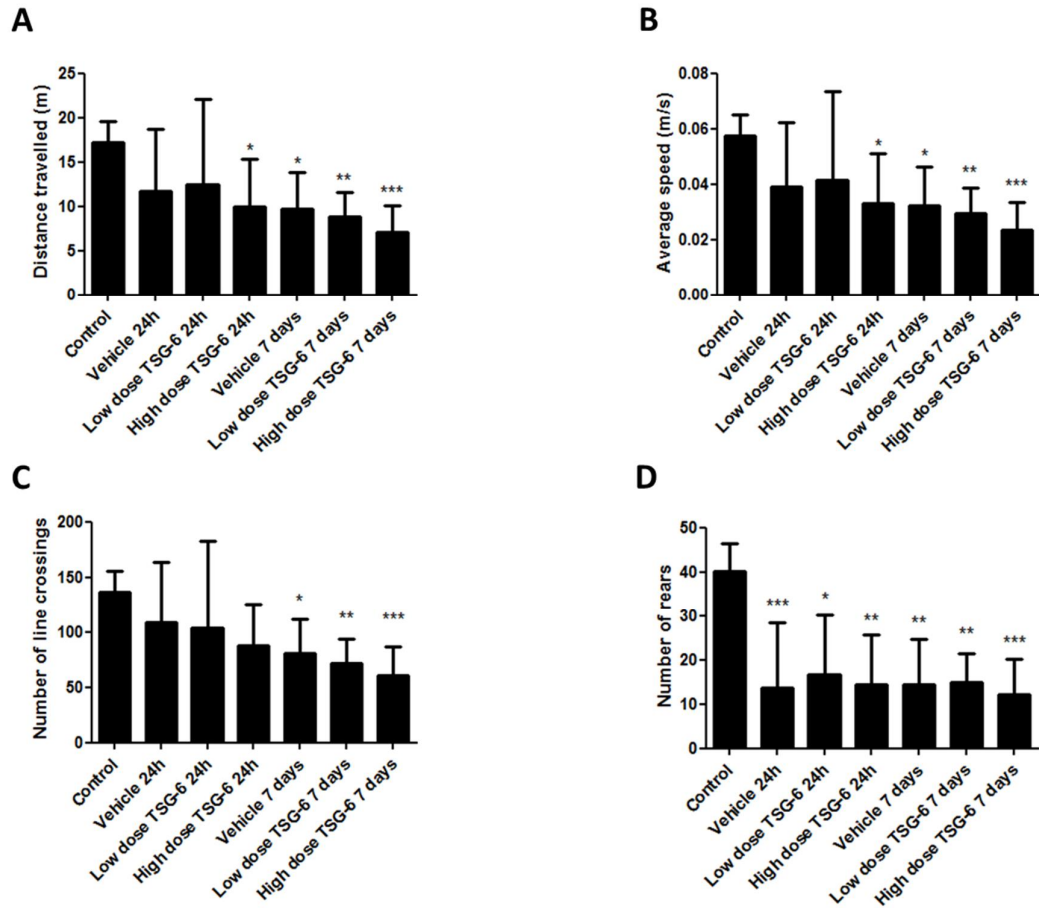 A
Distance travelled (m)
25
20
15
10
5
0
*
*
**
***
Control
Vehicle 24h
Low dose TSG-6 24h
High dose TSG-6 24h
Vehicle 7 days
Low dose TSG-6 7 days
High dose TSG-6 7 days
B
Average speed (m/s)
0.08
0.06
0.04
0.02
0.00
*
*
**
***
Control
Vehicle 24h
Low dose TSG-6 24h
High dose TSG-6 24h
Vehicle 7 days
Low dose TSG-6 7 days
High dose TSG-6 7 days
C
Number of line crossings
200
150
100
50
0
*
**
***
Control
Vehicle 24h
Low dose TSG-6 24h
High dose TSG-6 24h
Vehicle 7 days
Low dose TSG-6 7 days
High dose TSG-6 7 days
D
Number of rears
50
40
30
20
10
0
***
*
**
**
**
***
Control
Vehicle 24h
Low dose TSG-6 24h
High dose TSG-6 24h
Vehicle 7 days
Low dose TSG-6 7 days
High dose TSG-6 7 days